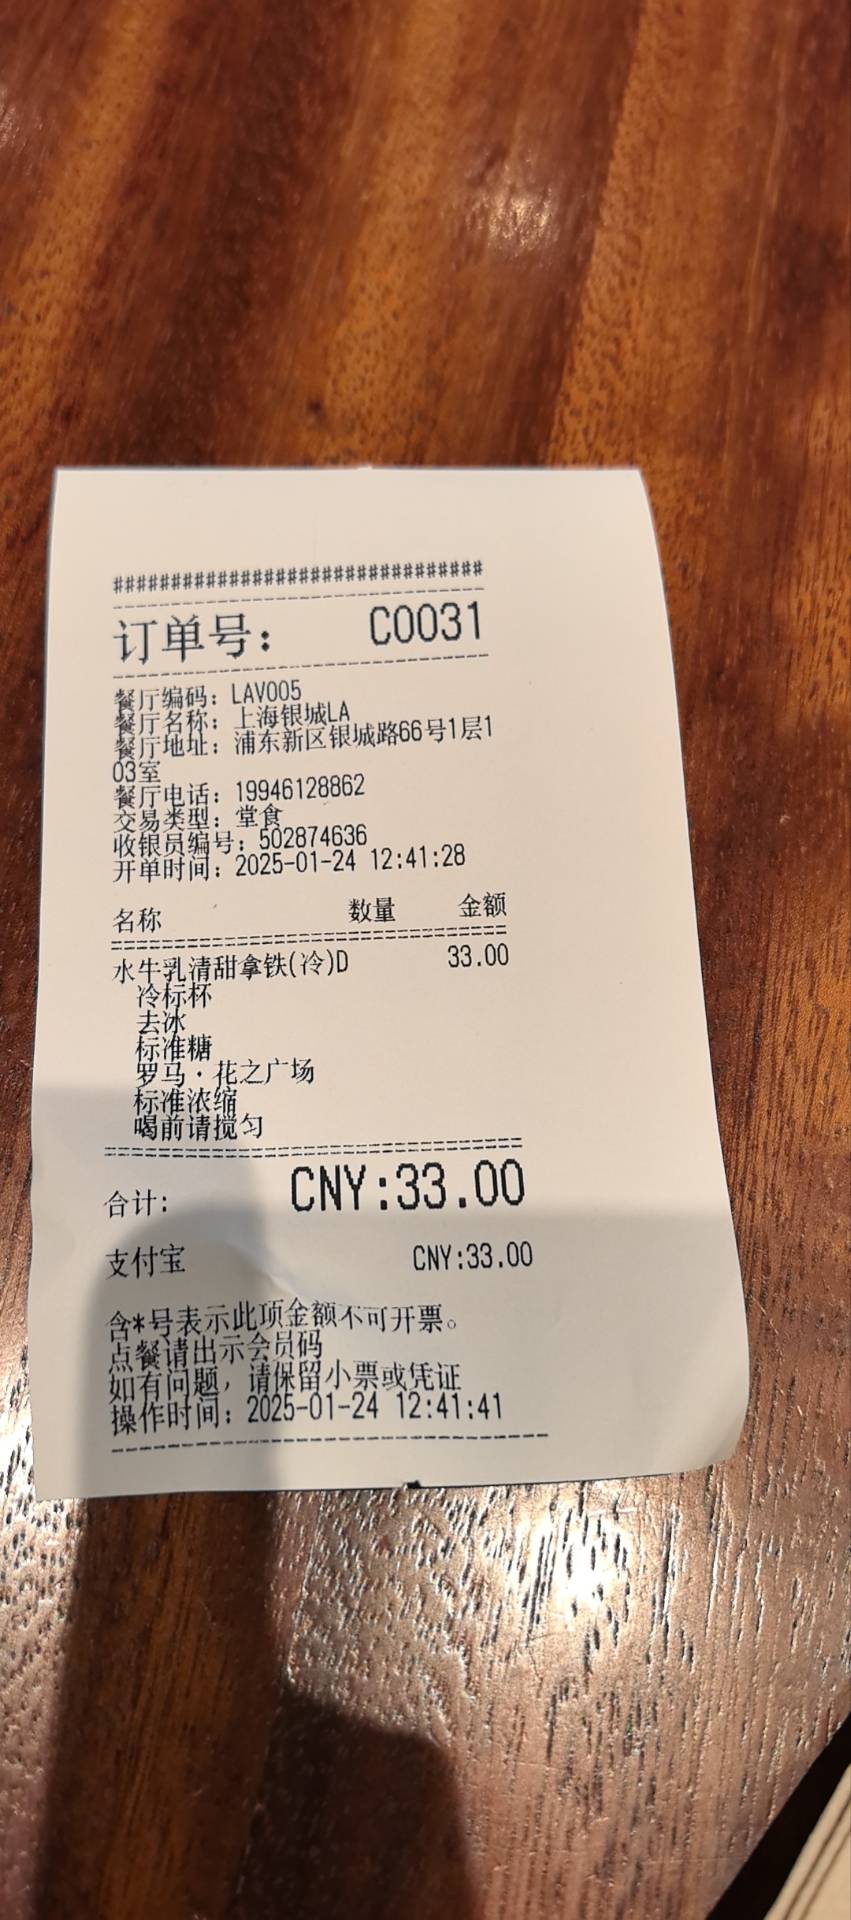 ################################
订单号： C0031
餐厅编码：LAV005
餐厅名称：上海银城LA
餐厅地址：浦东新区银城路66号1层1
03室
餐厅电话：19946128862
交易类型：堂食
收银员编号：502874636
开单时间：2025-01-24 12:41:28
名称 数量 金额
水牛乳清甜拿铁(冷)D 33.00
冷标杯
去冰
标准糖
罗马·花之广场
标准浓缩
喝前请搅匀
合计: CNY:33.00
支付宝 CNY:33.00
含*号表示此项金额不可开票。
点餐请出示会员码
如有问题，请保留小票或凭证
操作时间：2025-01-24 12:41:41